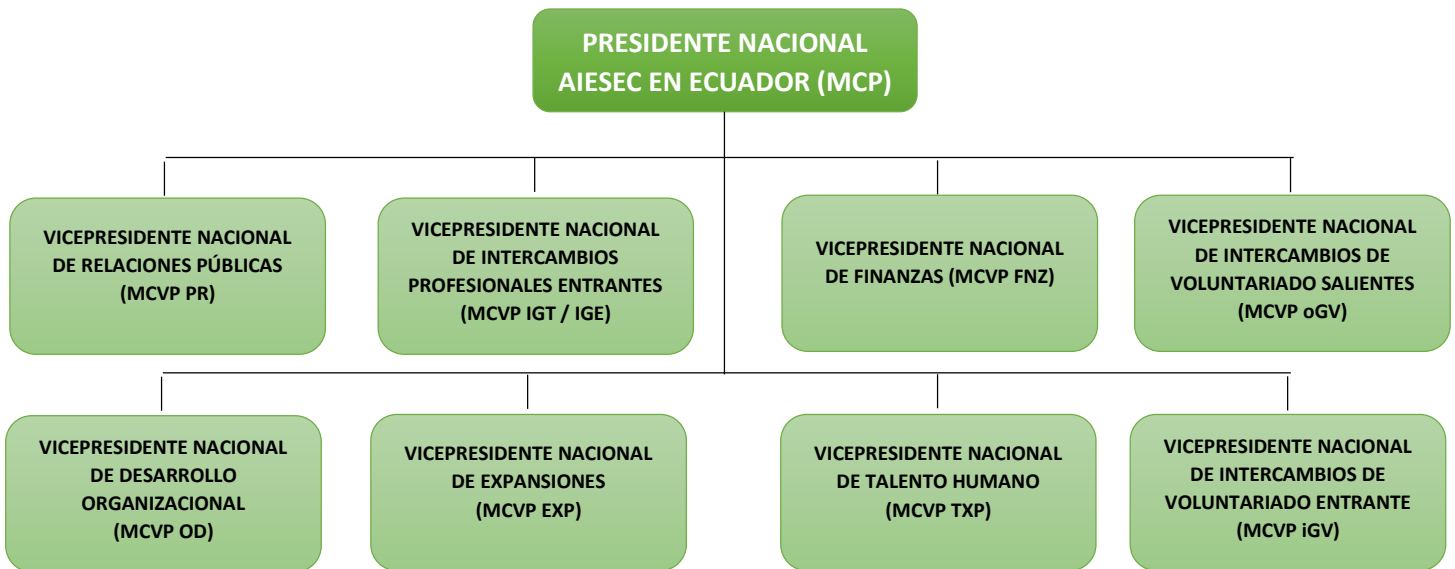 PRESIDENTE NACIONAL
AIESEC EN ECUADOR (MCP)
VICEPRESIDENTE NACIONAL
DE RELACIONES PÚBLICAS
(MCVP PR)
VICEPRESIDENTE NACIONAL
DE INTERCAMBIOS
PROFESIONALES ENTRANTES
(MCVP IGT / IGE)
VICEPRESIDENTE NACIONAL
DE FINANZAS (MCVP FNZ)
VICEPRESIDENTE NACIONAL
DE INTERCAMBIOS DE
VOLUNTARIADO SALIENTES
(MCVP oGV)
VICEPRESIDENTE NACIONAL
DE DESARROLLO
ORGANIZACIONAL
(MCVP OD)
VICEPRESIDENTE NACIONAL
DE EXPANSIONES
(MCVP EXP)
VICEPRESIDENTE NACIONAL
DE TALENTO HUMANO
(MCVP TXP)
VICEPRESIDENTE NACIONAL
DE INTERCAMBIOS DE
VOLUNTARIADO ENTRANTE
(MCVP iGV)